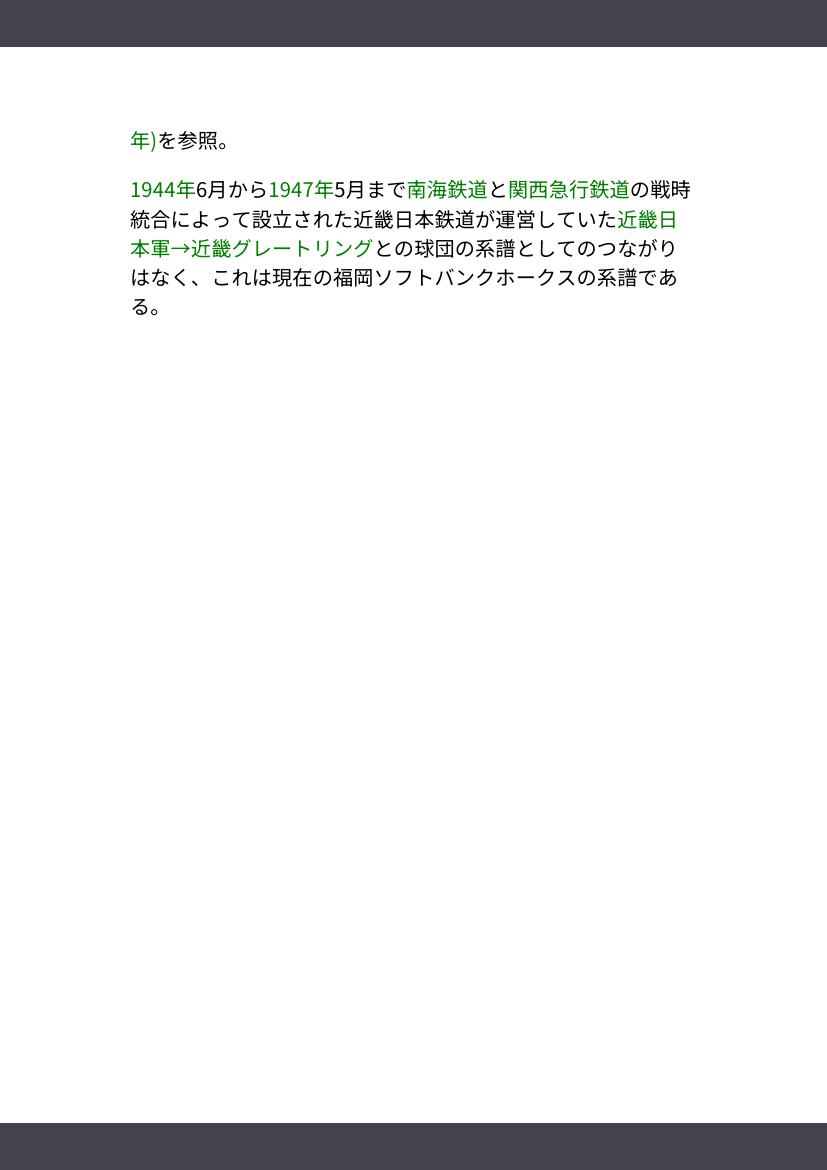 年)を参照。
1944年6月から1947年5月まで南海鉄道と関西急行鉄道の戦時
統合によって設立された近畿日本鉄道が運営していた近畿日
本軍→近畿グレートリングとの球団の系譜としてのつながり
はなく、これは現在の福岡ソフトバンクホークスの系譜であ
る。